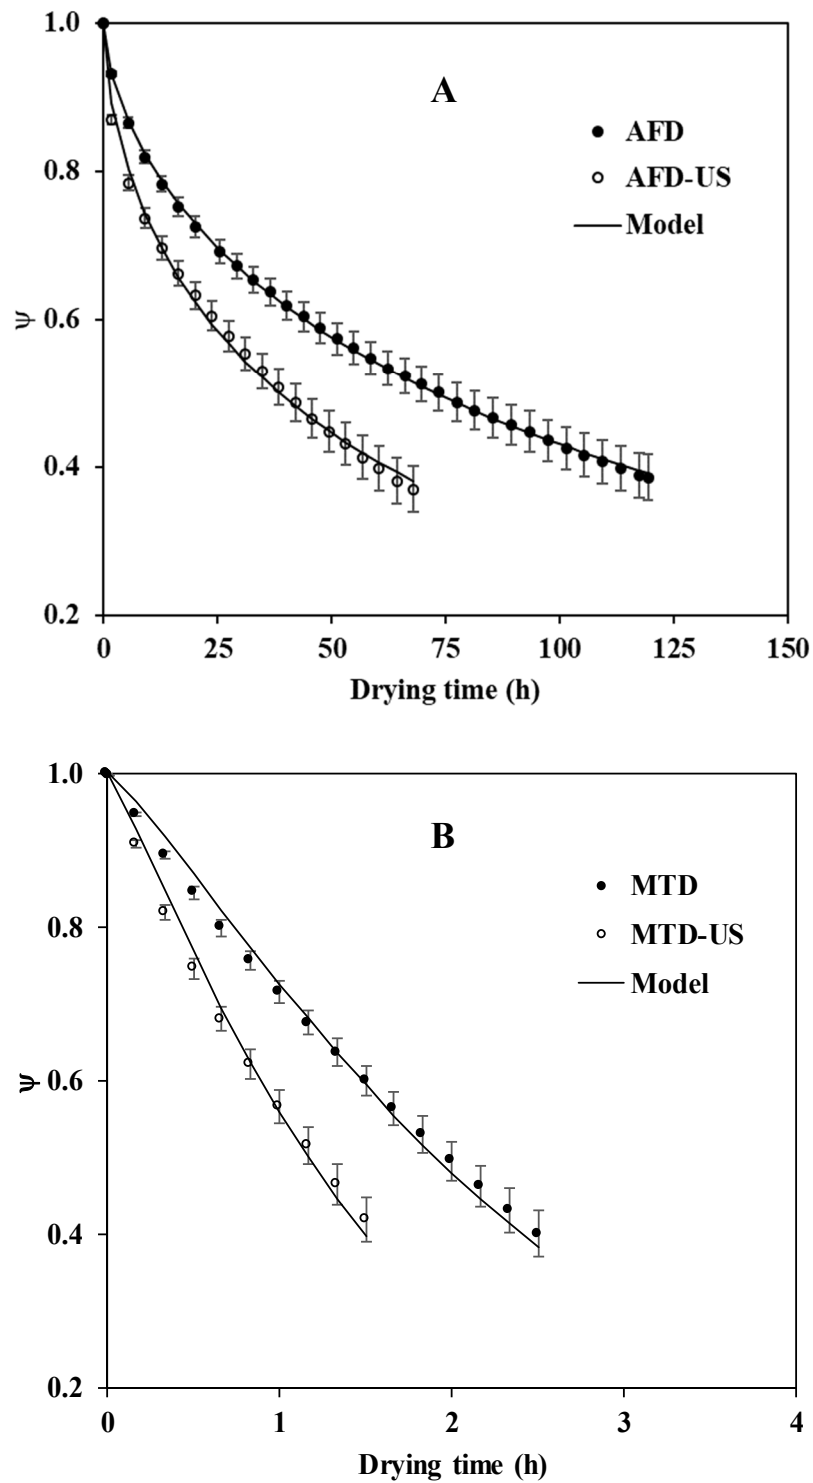 1.0
A
AFD
0.8
AFD-US
Model
ψ
0.6
0.4
0.2
0 25 50 75 100 125 150
Drying time (h)
1.0
B
MTD
0.8
MTD-US
Model
ψ
0.6
0.4
0.2
0 1 2 3 4
Drying time (h)